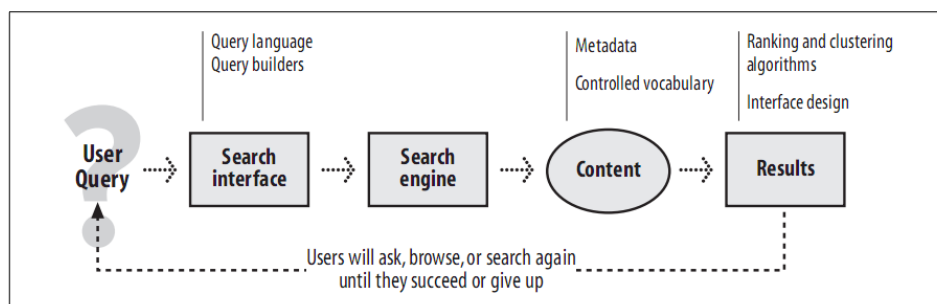 Query language
Query builders
Metadata
Controlled vocabulary
Ranking and clustering
algorithms
Interface design
?
User
Query
Search
interface
Search
engine
Content
Results
Users will ask, browse, or search again
until they succeed or give up